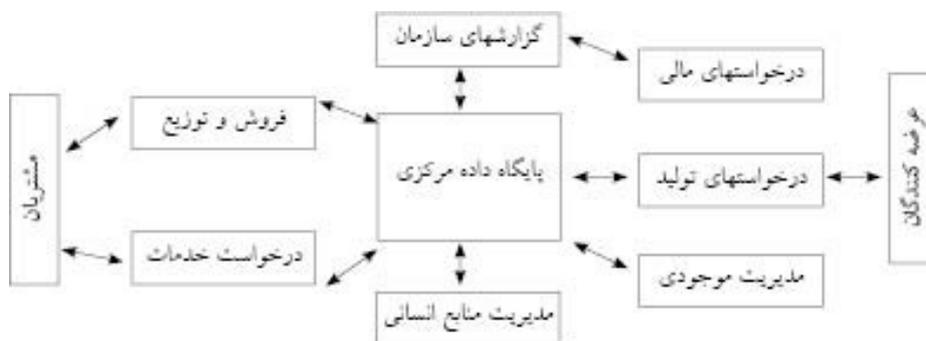 گزارشهای سازمان
درخواستهای مالی
عرضه کنندگان
فروش و توزیع
مشتریان
پایگاه داده مرکزی
درخواستهای تولید
درخواست خدمات
مدیریت موجودی
مدیریت منابع انسانی